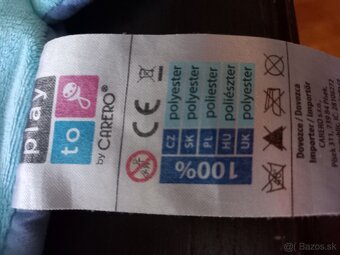 play
to
by CARERO®
CE
CZ polyester
SK polyester
PL poliester
HU poliészter
UK polyester
100%
Dovozce / Dovozca
Importer / Importőr
CARERO s.r.o.
Bazos.sk